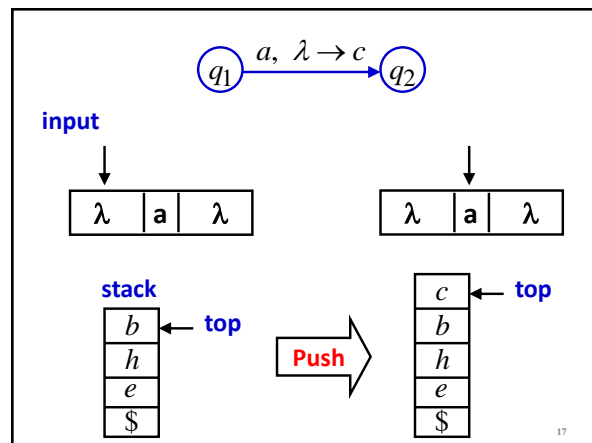 a, λ → c
q1 q2
input
λ a λ λ a λ
stack
c top
b top b
Push
h h
e e
$ $
17